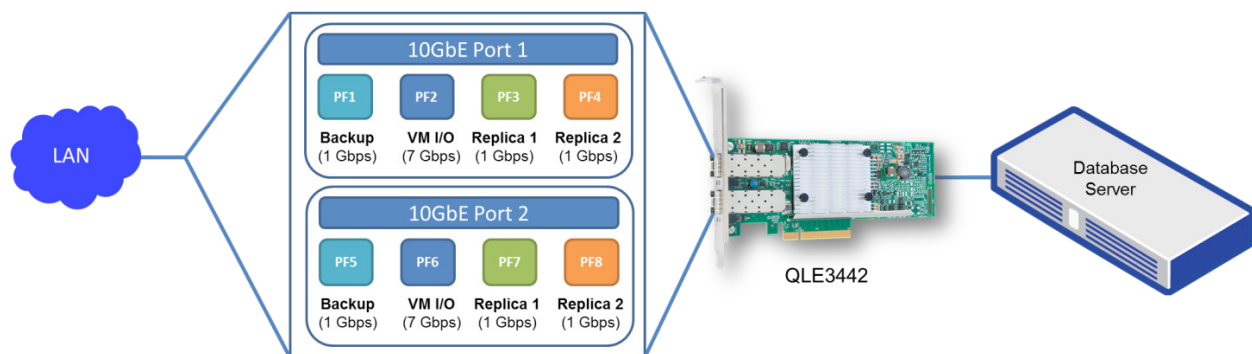 10GbE Port 1
PF1 PF2 PF3 PF4
Backup VM I/O Replica 1 Replica 2
(1 Gbps) (7 Gbps) (1 Gbps) (1 Gbps)
LAN
10GbE Port 2
PF5 PF6 PF7 PF8
Backup VM I/O Replica 1 Replica 2
(1 Gbps) (7 Gbps) (1 Gbps) (1 Gbps)
QLE3442
Database
Server